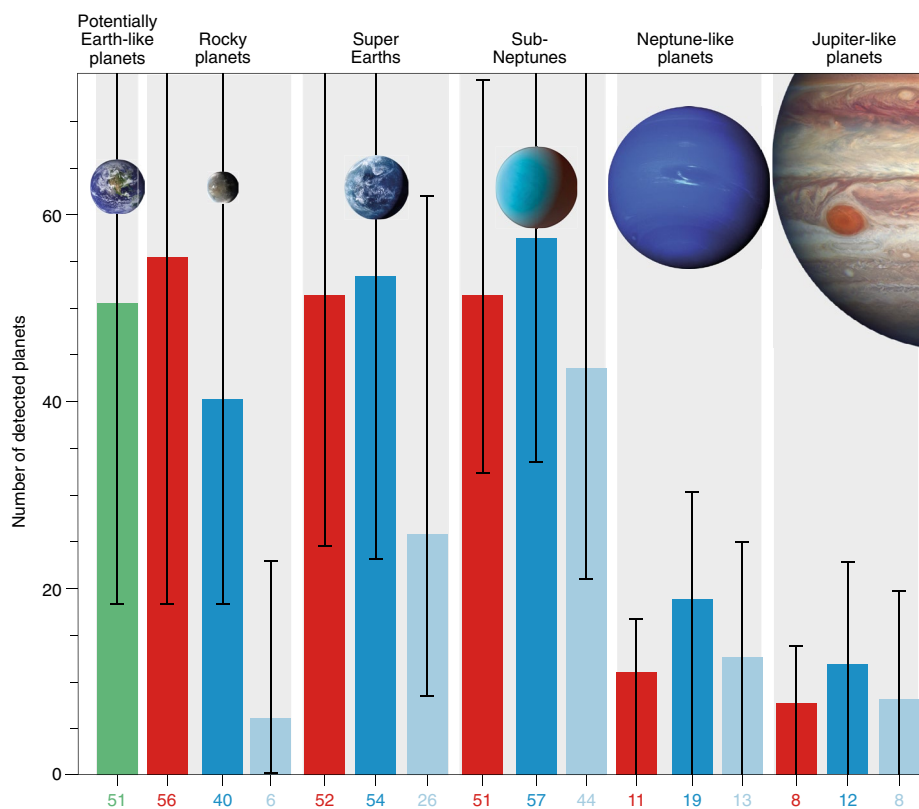 Potentially
Earth-like
planets
Rocky
planets
Super
Earths
Sub-
Neptunes
Neptune-like
planets
Jupiter-like
planets
Number of detected planets
60
40
20
0
51 56 40 6 52 54 26 51 57 44 11 19 13 8 12 8